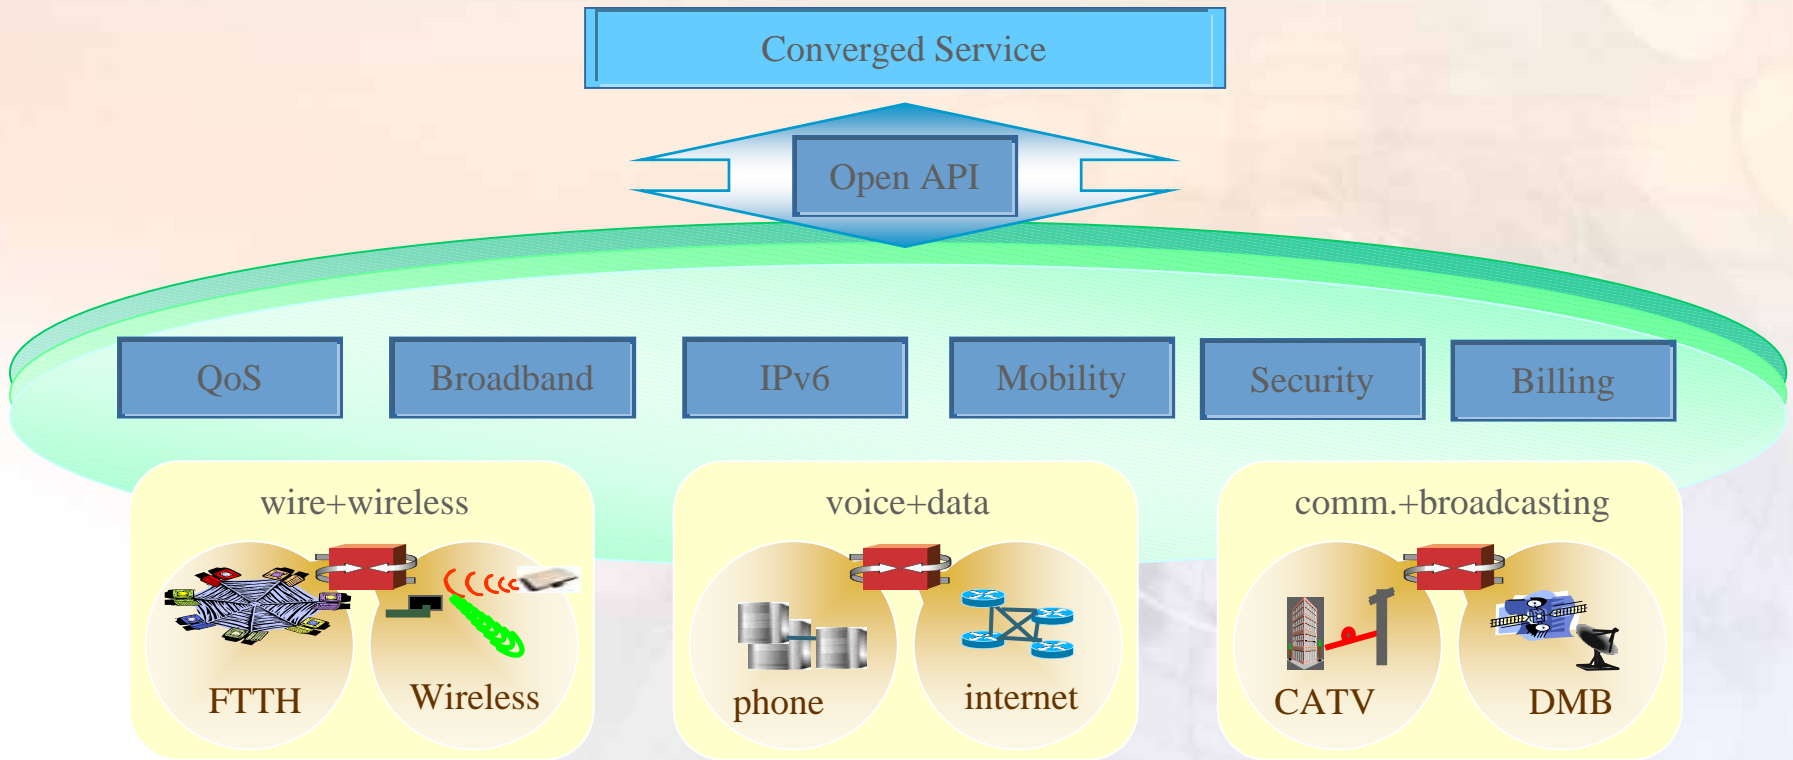 Converged Service
Open API
QoS
Broadband
IPv6
Mobility
Security
Billing
wire+wireless
voice+data
comm.+broadcasting
FTTH
Wireless
phone
internet
CATV
DMB